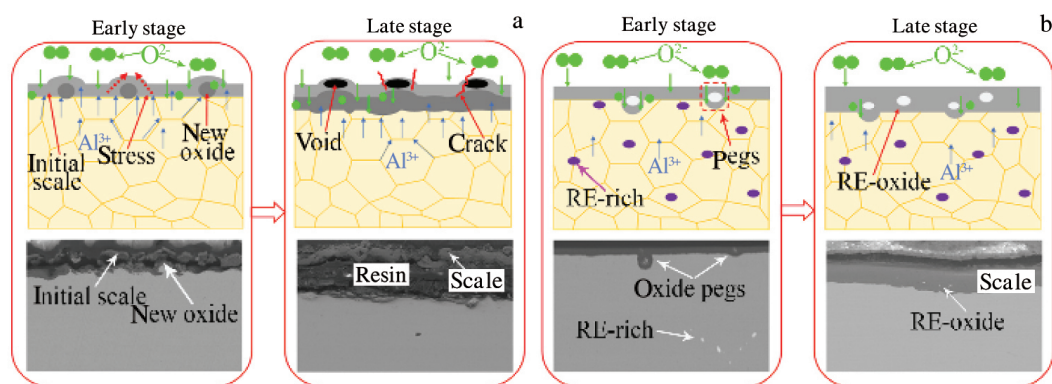 Early stage
Late stage
a
Early stage
Late stage
b
O2-
Al3+
Initial
scale
Stress
New
oxide
O2-
Void
Al3+
Crack
O2-
Al3+
Pegs
RE-rich
O2-
RE-oxide
Al3+
Initial scale
New oxide
Resin
Scale
Oxide pegs
RE-rich
Scale
RE-oxide